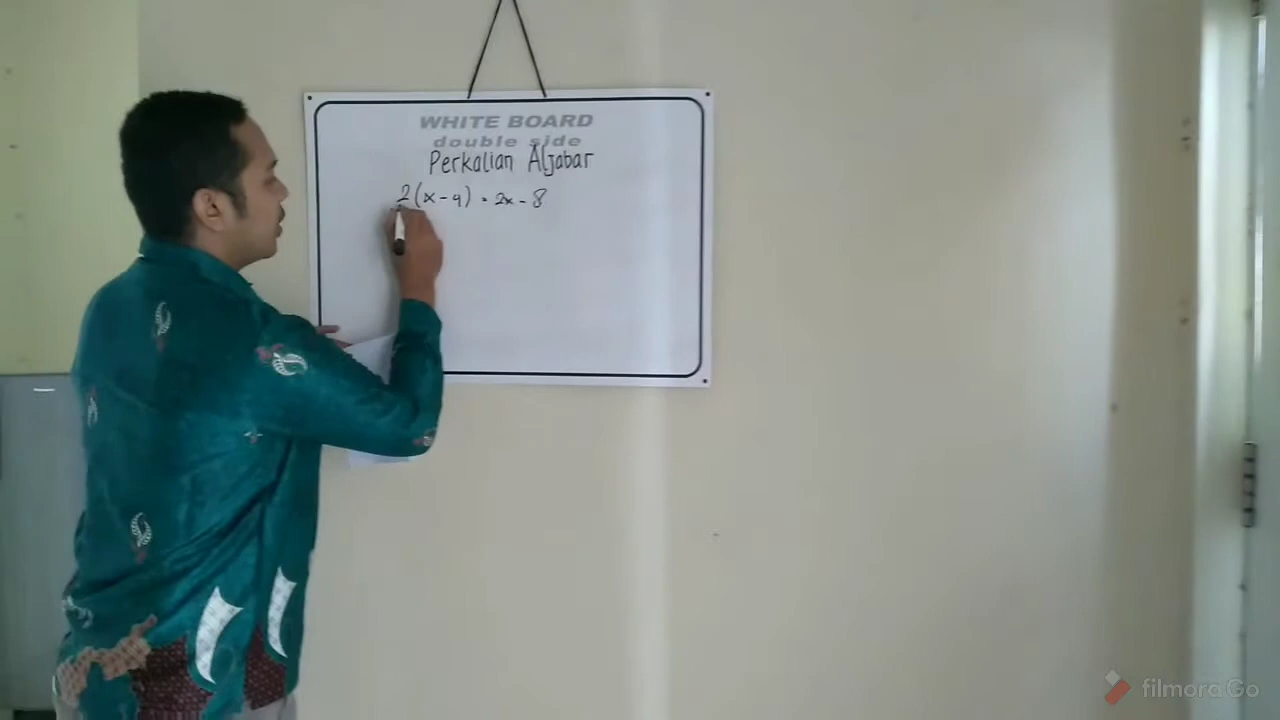 WHITE BOARD
double side
Perkalian Aljabar
2(x-4) = 2x - 8
filmora.Go